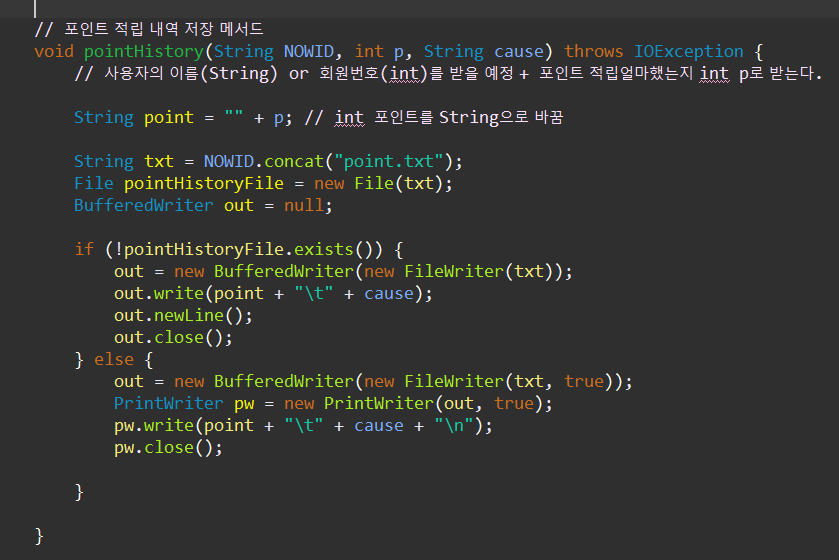 // 포인트 적립 내역 저장 메서드
void pointHistory(String NOWID, int p, String cause) throws IOException {
// 사용자의 이름(String) or 회원번호(int)를 받을 예정 + 포인트 적립얼마했는지 int p로 받는다.
String point = "" + p; // int 포인트를 String으로 바꿈
String txt = NOWID.concat("point.txt");
File pointHistoryFile = new File(txt);
BufferedWriter out = null;
if (!pointHistoryFile.exists()) {
out = new BufferedWriter(new FileWriter(txt));
out.write(point + "\t" + cause);
out.newLine();
out.close();
} else {
out = new BufferedWriter(new FileWriter(txt, true));
PrintWriter pw = new PrintWriter(out, true);
pw.write(point + "\t" + cause + "\n");
pw.close();
}
}